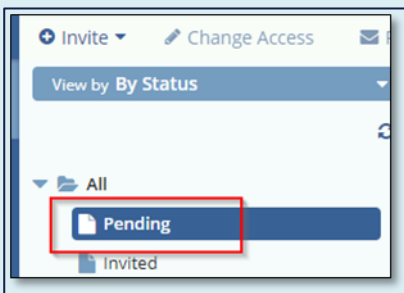 Invite Change Access
View by By Status
All
Pending
Invited